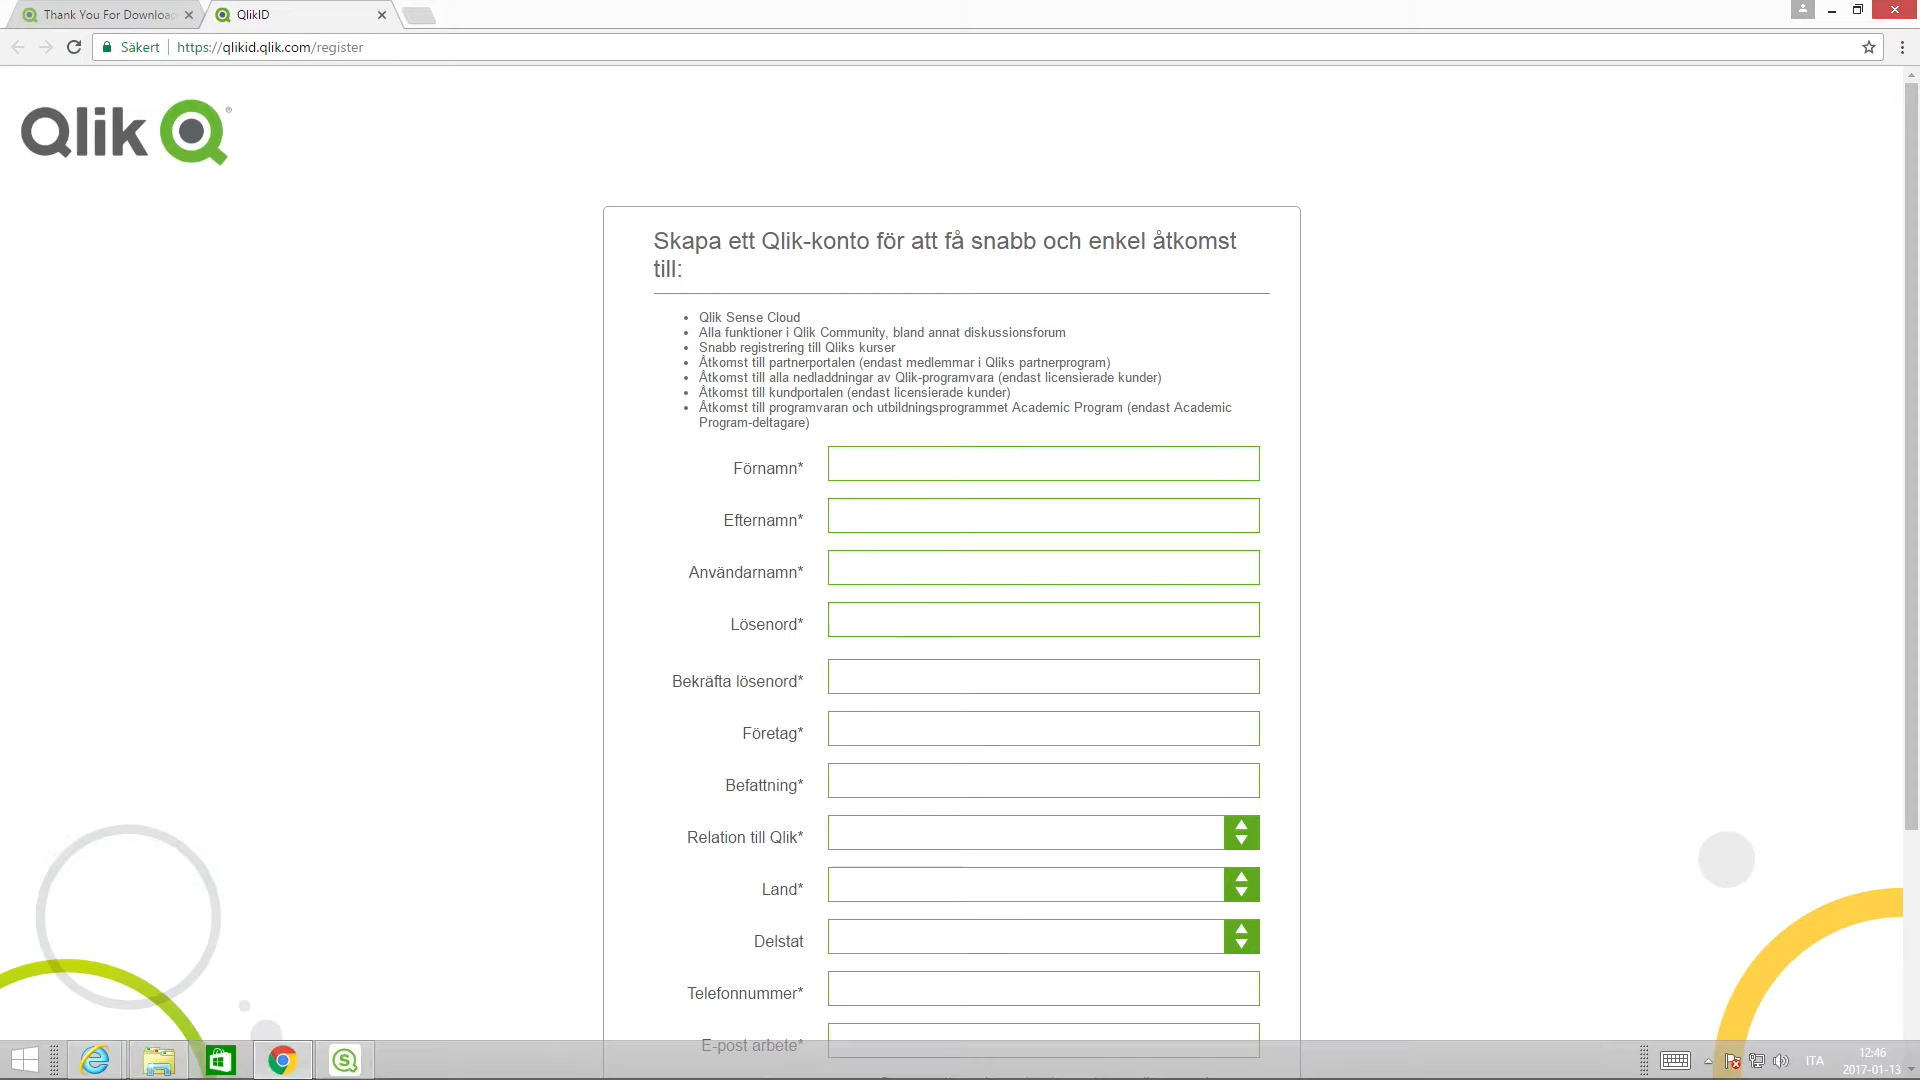 Thank You For Downloa
QlikID
Säkert
https://qlikid.qlik.com/register
Qlik
Skapa ett Qlik-konto för att få snabb och enkel åtkomst
till:
• Qlik Sense Cloud
• Alla funktioner i Qlik Community, bland annat diskussionsforum
• Snabb registrering till Qliks kurser
• Åtkomst till partnerportalen (endast medlemmar i Qliks partnerprogram)
• Åtkomst till alla nedladdningar av Qlik-programvara (endast licensierade kunder)
• Åtkomst till kundportalen (endast licensierade kunder)
• Åtkomst till programvaran och utbildningsprogrammet Academic Program (endast Academic
Program-deltagare)
Förnamn*
Efternamn*
Användarnamn*
Lösenord*
Bekräfta lösenord*
Företag*
Befattning*
Relation till Qlik*
Land*
Delstat
Telefonnummer*
E-post arbete*
ITA
12:46
2017-01-13